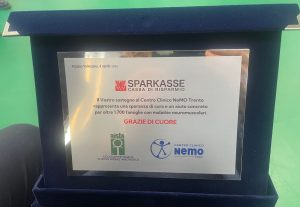 SPARKASSE
CASSA DI RISPARMIO
Il Vostro sostegno al Centro Clinico NeMO Trento
rappresenta una speranza di cura e un aiuto concreto
per oltre 1.700 famiglie con malattie neuromuscolari
GRAZIE DI CUORE
CENTRO CLINICO
Nemo